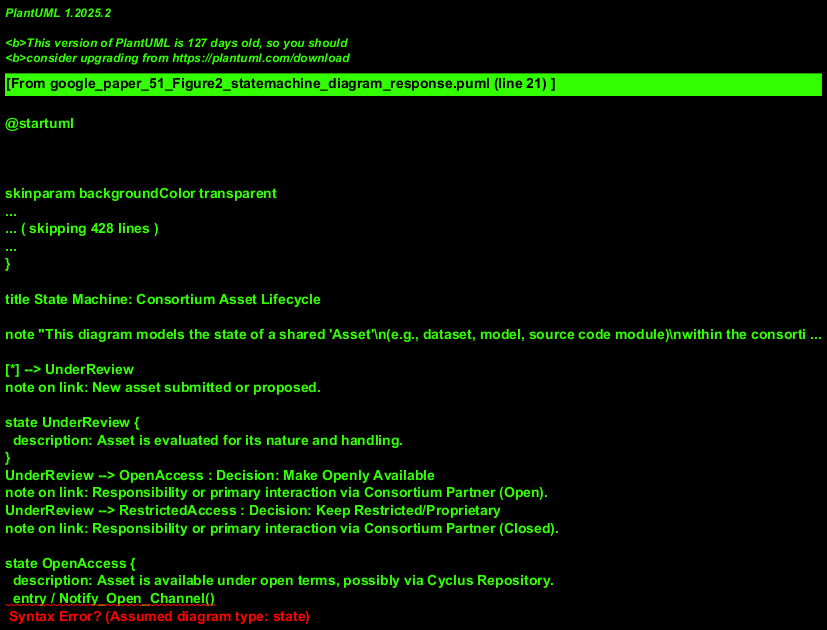 PlantUML 1.2025.2
<b>This version of PlantUML is 127 days old, so you should
<b>consider upgrading from https://plantuml.com/download
[From google_paper_51_Figure2_statemachine_diagram_response.puml (line 21) ]
@startuml
skinparam backgroundColor transparent
...
... ( skipping 428 lines )
...
}
title State Machine: Consortium Asset Lifecycle
note "This diagram models the state of a shared 'Asset'\n(e.g., dataset, model, source code module)\nwithin the consorti ...
[*] --> UnderReview
note on link: New asset submitted or proposed.
state UnderReview {
  description: Asset is evaluated for its nature and handling.
}
UnderReview --> OpenAccess : Decision: Make Openly Available
note on link: Responsibility or primary interaction via Consortium Partner (Open).
UnderReview --> RestrictedAccess : Decision: Keep Restricted/Proprietary
note on link: Responsibility or primary interaction via Consortium Partner (Closed).
state OpenAccess {
  description: Asset is available under open terms, possibly via Cyclus Repository.
  entry / Notify_Open_Channel()
 Syntax Error? (Assumed diagram type: state)